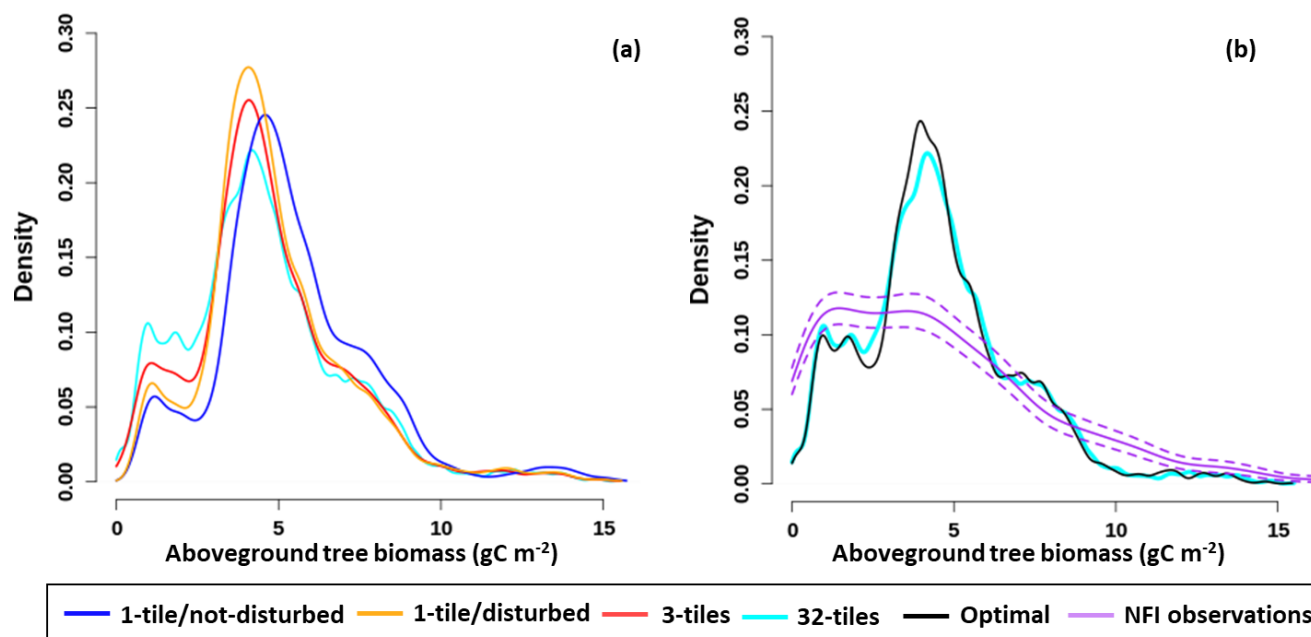 (a)
0.30
0.25
0.20
0.15
0.10
0.05
0.00
Density
0 5 10 15
Aboveground tree biomass (gC m-2)
(b)
0.30
0.25
0.20
0.15
0.10
0.05
0.00
Density
0 5 10 15
Aboveground tree biomass (gC m-2)
1-tile/not-disturbed 1-tile/disturbed 3-tiles 32-tiles Optimal NFI observations